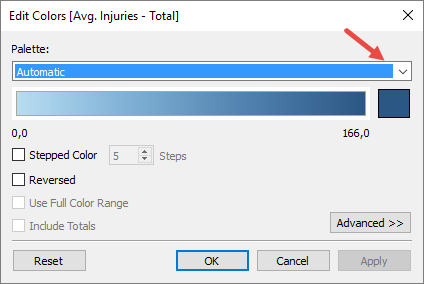 Edit Colors [Avg. Injuries - Total]
Palette:
Automatic
0,0 166,0
Stepped Color 5 Steps
Reversed
Use Full Color Range
Include Totals
Advanced >>
Reset OK Cancel Apply